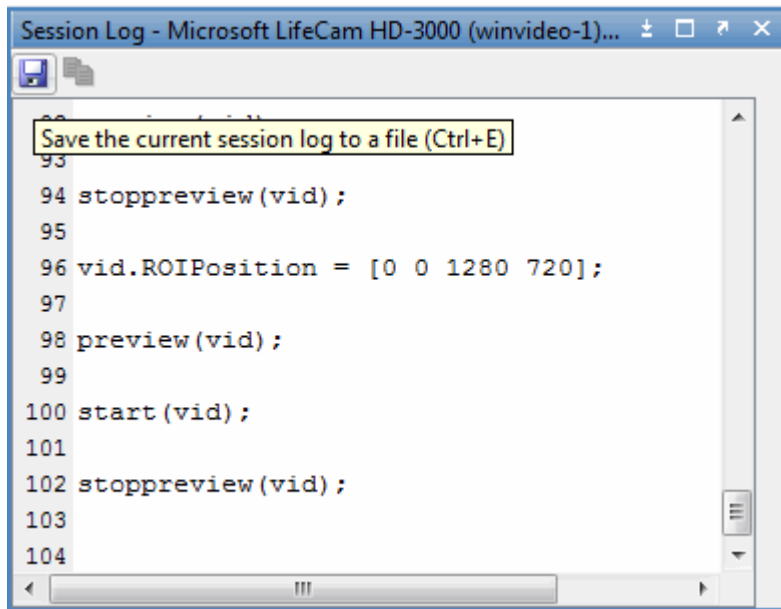 Session Log - Microsoft LifeCam HD-3000 (winvideo-1)...
Save the current session log to a file (Ctrl+E)
93
94 stoppreview(vid);
95
96 vid.ROIPosition = [0 0 1280 720];
97
98 preview(vid);
99
100 start(vid);
101
102 stoppreview(vid);
103
104